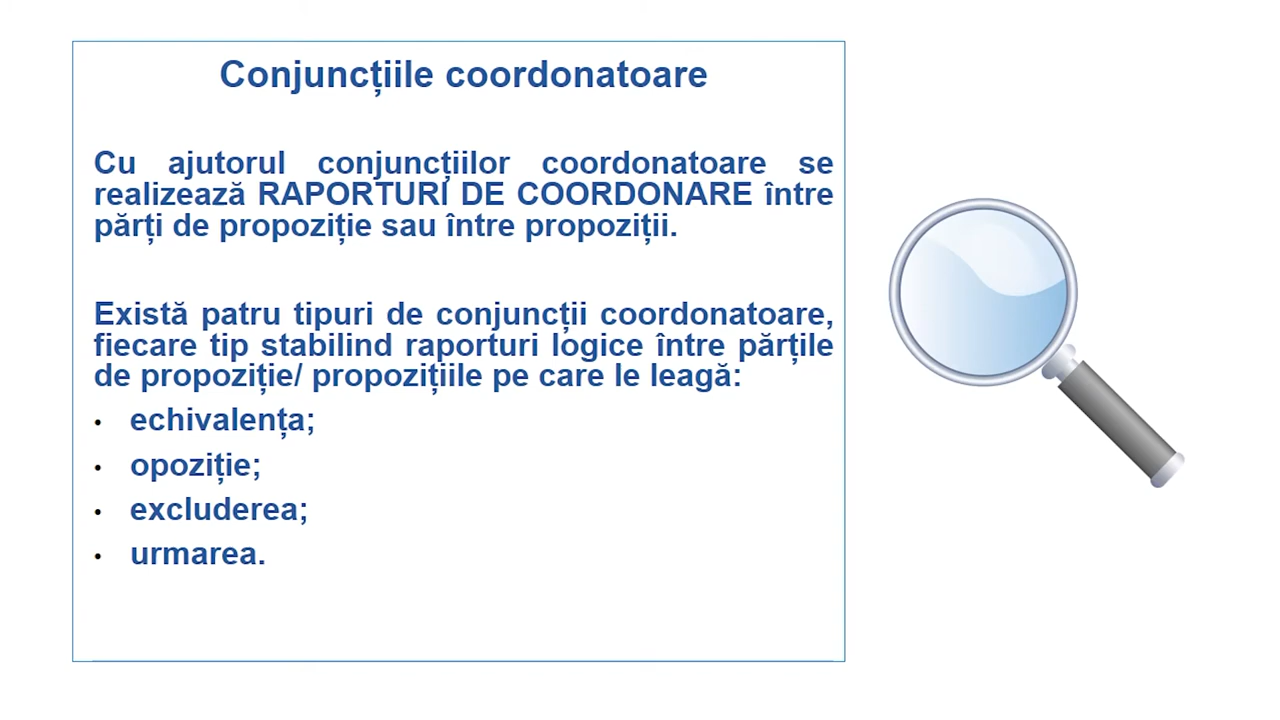 Conjuncțiile coordonatoare
Cu ajutorul conjuncțiilor coordonatoare se
realizează RAPORTURI DE COORDONARE între
părți de propoziție sau între propoziții.
Există patru tipuri de conjuncții coordonatoare,
fiecare tip stabilind raporturi logice între părțile
de propoziție/ propozițiile pe care le leagă:
• echivalența;
• opoziție;
• excluderea;
• urmarea.